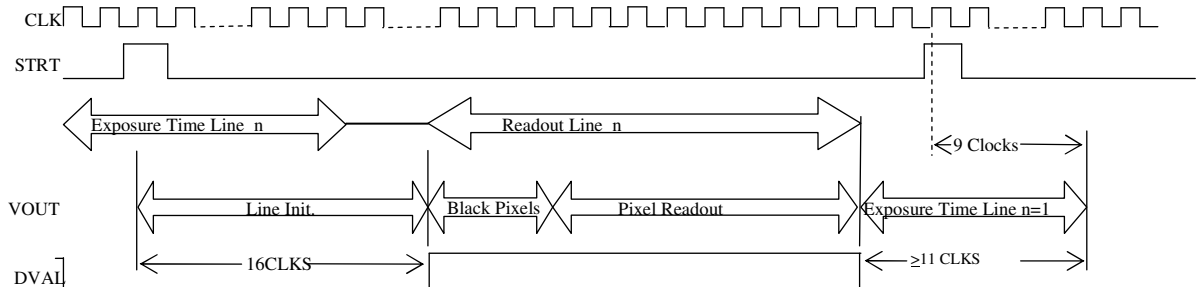 CLK
STRT
Exposure Time Line n
Readout Line n
9 Clocks
VOUT
Line Init.
Black Pixels
Pixel Readout
Exposure Time Line n=1
16CLKS
≥11 CLKS
DVAL